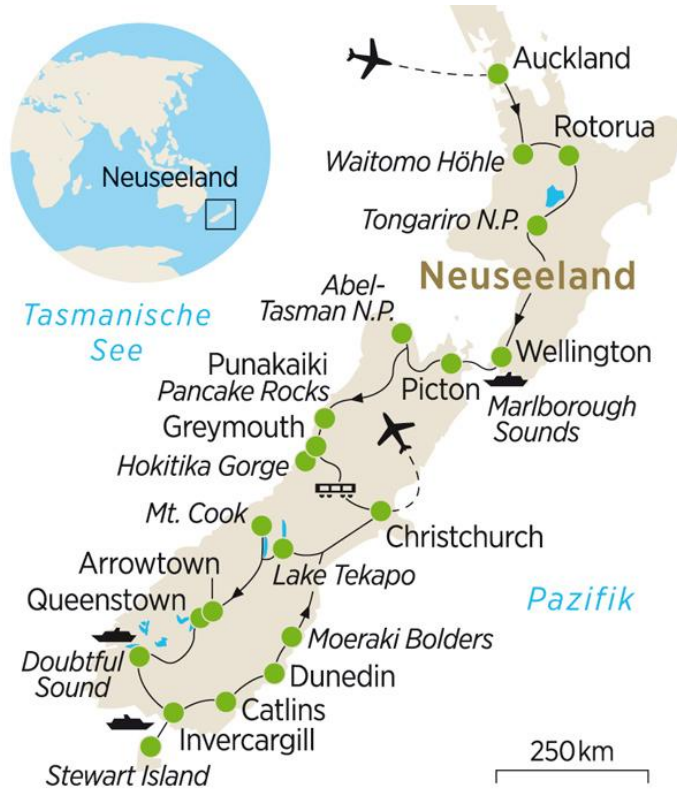 Auckland
Rotorua
Waitomo Höhle
Neuseeland
Tongariro N.P.
Neuseeland
Abel-
Tasman N.P.
Tasmanische
See
Wellington
Punakaiki
Pancake Rocks
Picton
Marlborough
Sounds
Greymouth
Hokitika Gorge
Mt. Cook
Christchurch
Arrowtown
Lake Tekapo
Queenstown
Pazifik
Moeraki Bolders
Doubtful
Sound
Dunedin
Catlins
Invercargill
250 km
Stewart Island